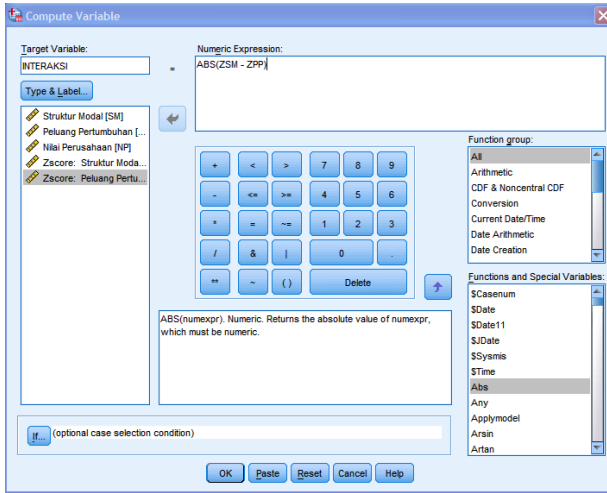 Compute Variable
Target Variable:
INTERAKSI
=
Numeric Expression:
ABS(ZSM - ZPP)
Type & Label...
Struktur Modal [SM]
Peluang Pertumbuhan [...
Nilai Perusahaan [NP]
Zscore: Struktur Moda...
Zscore: Peluang Pertu...
+ < > 7 8 9
- <= >= 4 5 6
* = ~= 1 2 3
/ & | 0 .
** ~ ( ) Delete
Function group:
All
Arithmetic
CDF & Noncentral CDF
Conversion
Current Date/Time
Date Arithmetic
Date Creation
Functions and Special Variables:
$Casenum
$Date
$Date11
$JDate
$Sysmis
$Time
Abs
Any
Applymodel
Arsin
Artan
ABS(numexpr). Numeric. Returns the absolute value of numexpr,
which must be numeric.
If... (optional case selection condition)
OK Paste Reset Cancel Help